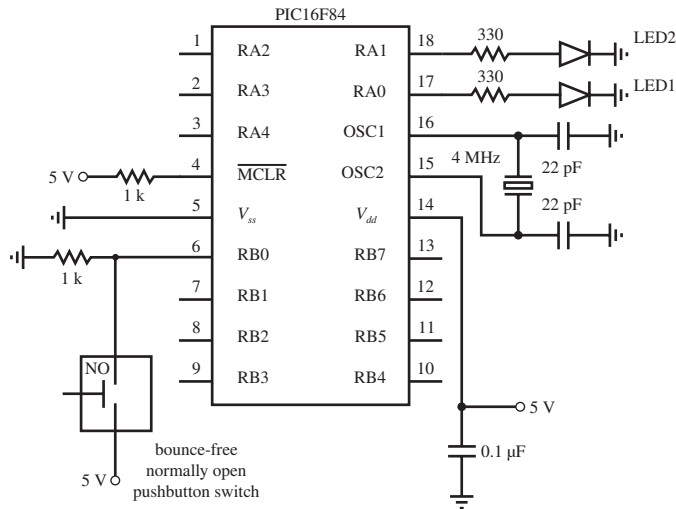 PIC16F84
1 RA2 RA1 18 330 LED2
2 RA3 RA0 17 330 LED1
3 RA4 OSC1 16
5 V 1 k 4 MCLR OSC2 15 4 MHz 22 pF
5 Vss Vdd 14 22 pF
1 k 6 RB0 RB7 13
7 RB1 RB6 12
8 RB2 RB5 11
9 RB3 RB4 10
NO
5 V
5 V
0.1 µF
bounce-free
normally open
pushbutton switch